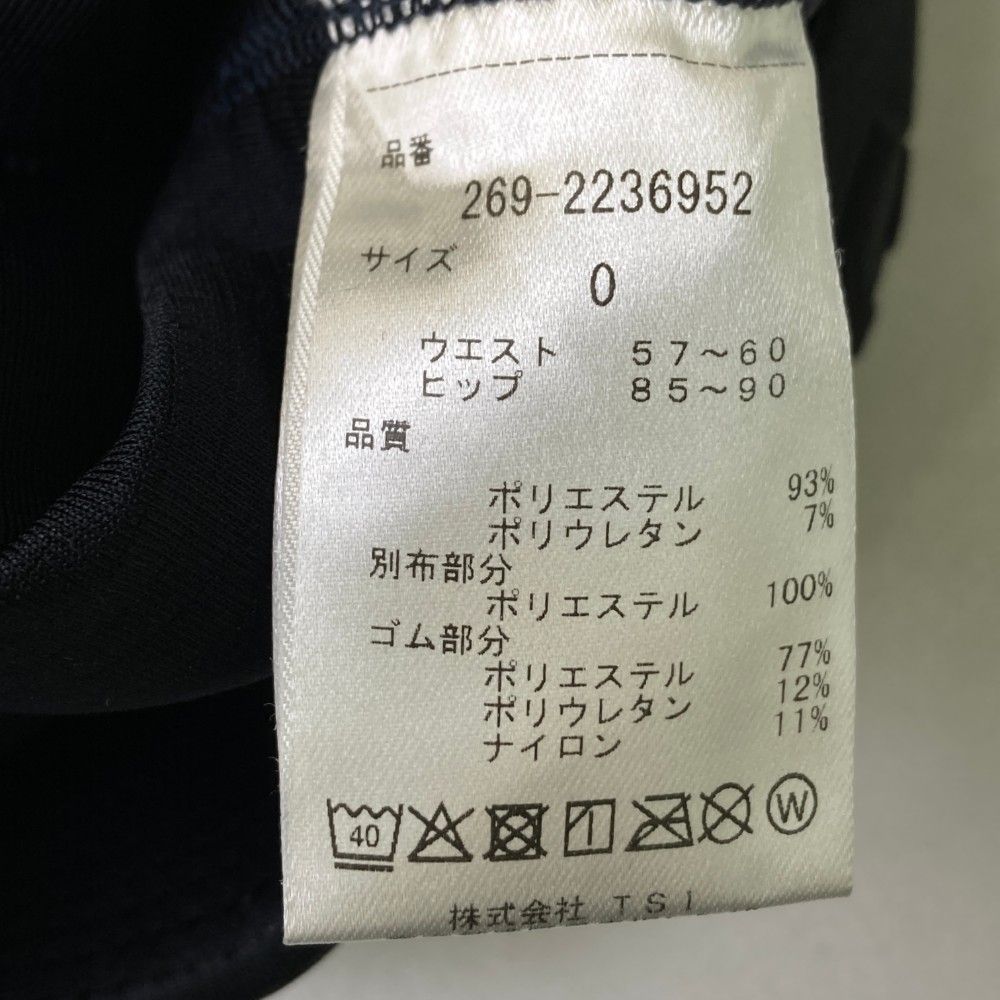 品番
269-2236952
サイズ
0
ウエスト 57～60
ヒップ 85～90
品質
ポリエステル 93%
ポリウレタン 7%
別布部分
ポリエステル 100%
ゴム部分
ポリエステル 77%
ポリウレタン 12%
ナイロン 11%
40 W
株式会社 TSI